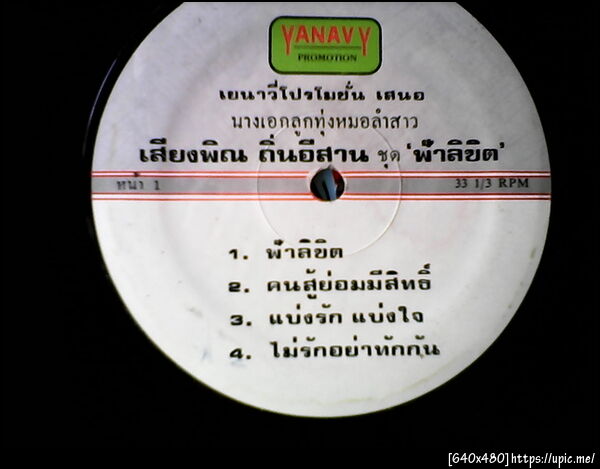 YANAVY
PROMOTION
เยนาวี่โปรโมชั่น เสนอ
นางเอกลูกทุ่งหมอลำสาว
เสียงพิณ ถิ่นอีสาน ชุด 'ฟ้าลิขิต'
หน้า 1
33 1/3 RPM
1. ฟ้าลิขิต
2. คนสู้ย่อมมีสิทธิ์
3. แบ่งรัก แบ่งใจ
4. ไม่รักอย่าทักกัน
[640x480]https://upic.me/